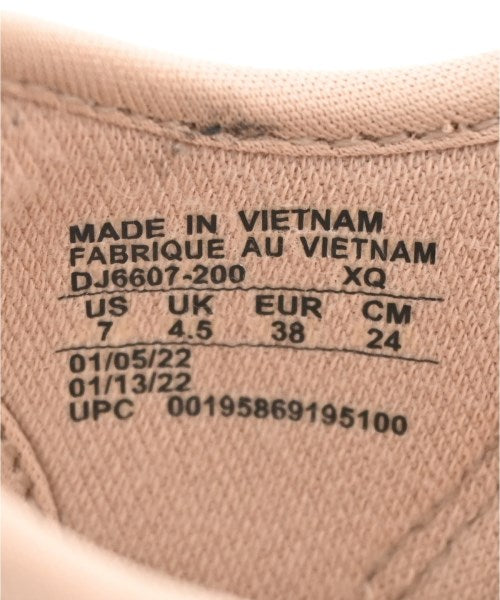 MADE IN VIETNAM
FABRIQUE AU VIETNAM
DJ6607-200 XQ
US UK EUR CM
7 4.5 38 24
01/05/22
01/13/22
UPC 00195869195100